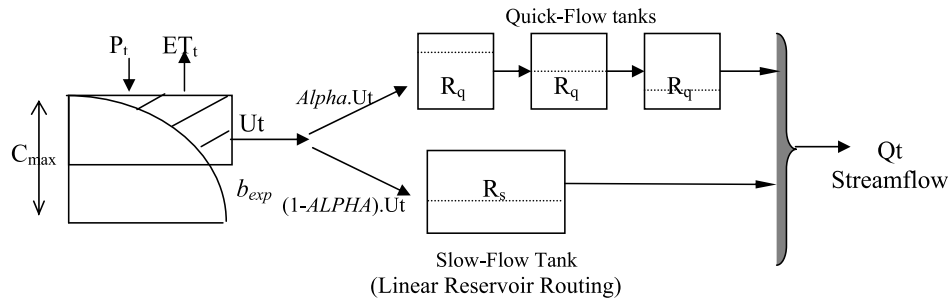 Quick-Flow tanks
Pt ETt
Rq Rq Rq
Alpha.Ut
Ut
Cmax
Qt
Streamflow
bexp
(1-ALPHA).Ut
Rs
Slow-Flow Tank
(Linear Reservoir Routing)